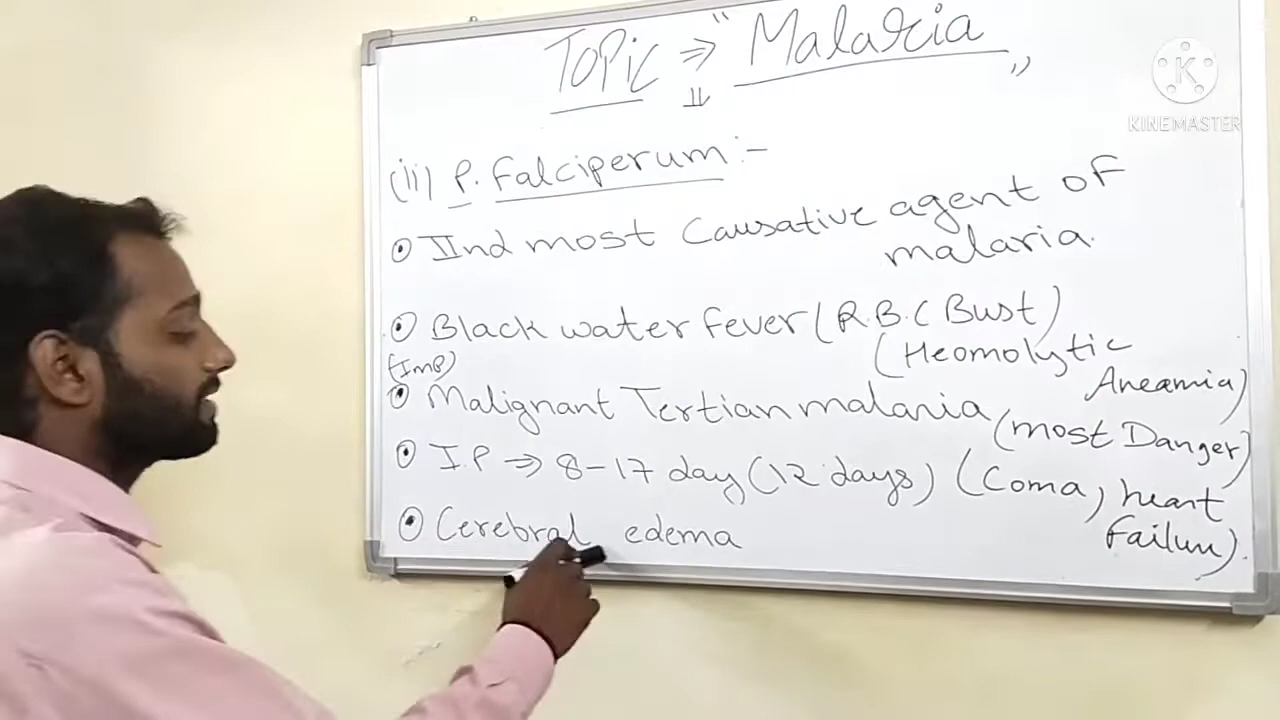 Topic ⇒ "Malaria"
KINEMASTER
(ii) P. Falciperum :-
IInd most Causative agent of
malaria.
Black water Fever (R.B.C Bust)
(Heomolytic
Aneamia)
(ImP)
Malignant Tertian malaria
(most Danger)
I.P ⇒ 8-17 day (12 days) (Coma, heart
Failure).
Cerebral edema